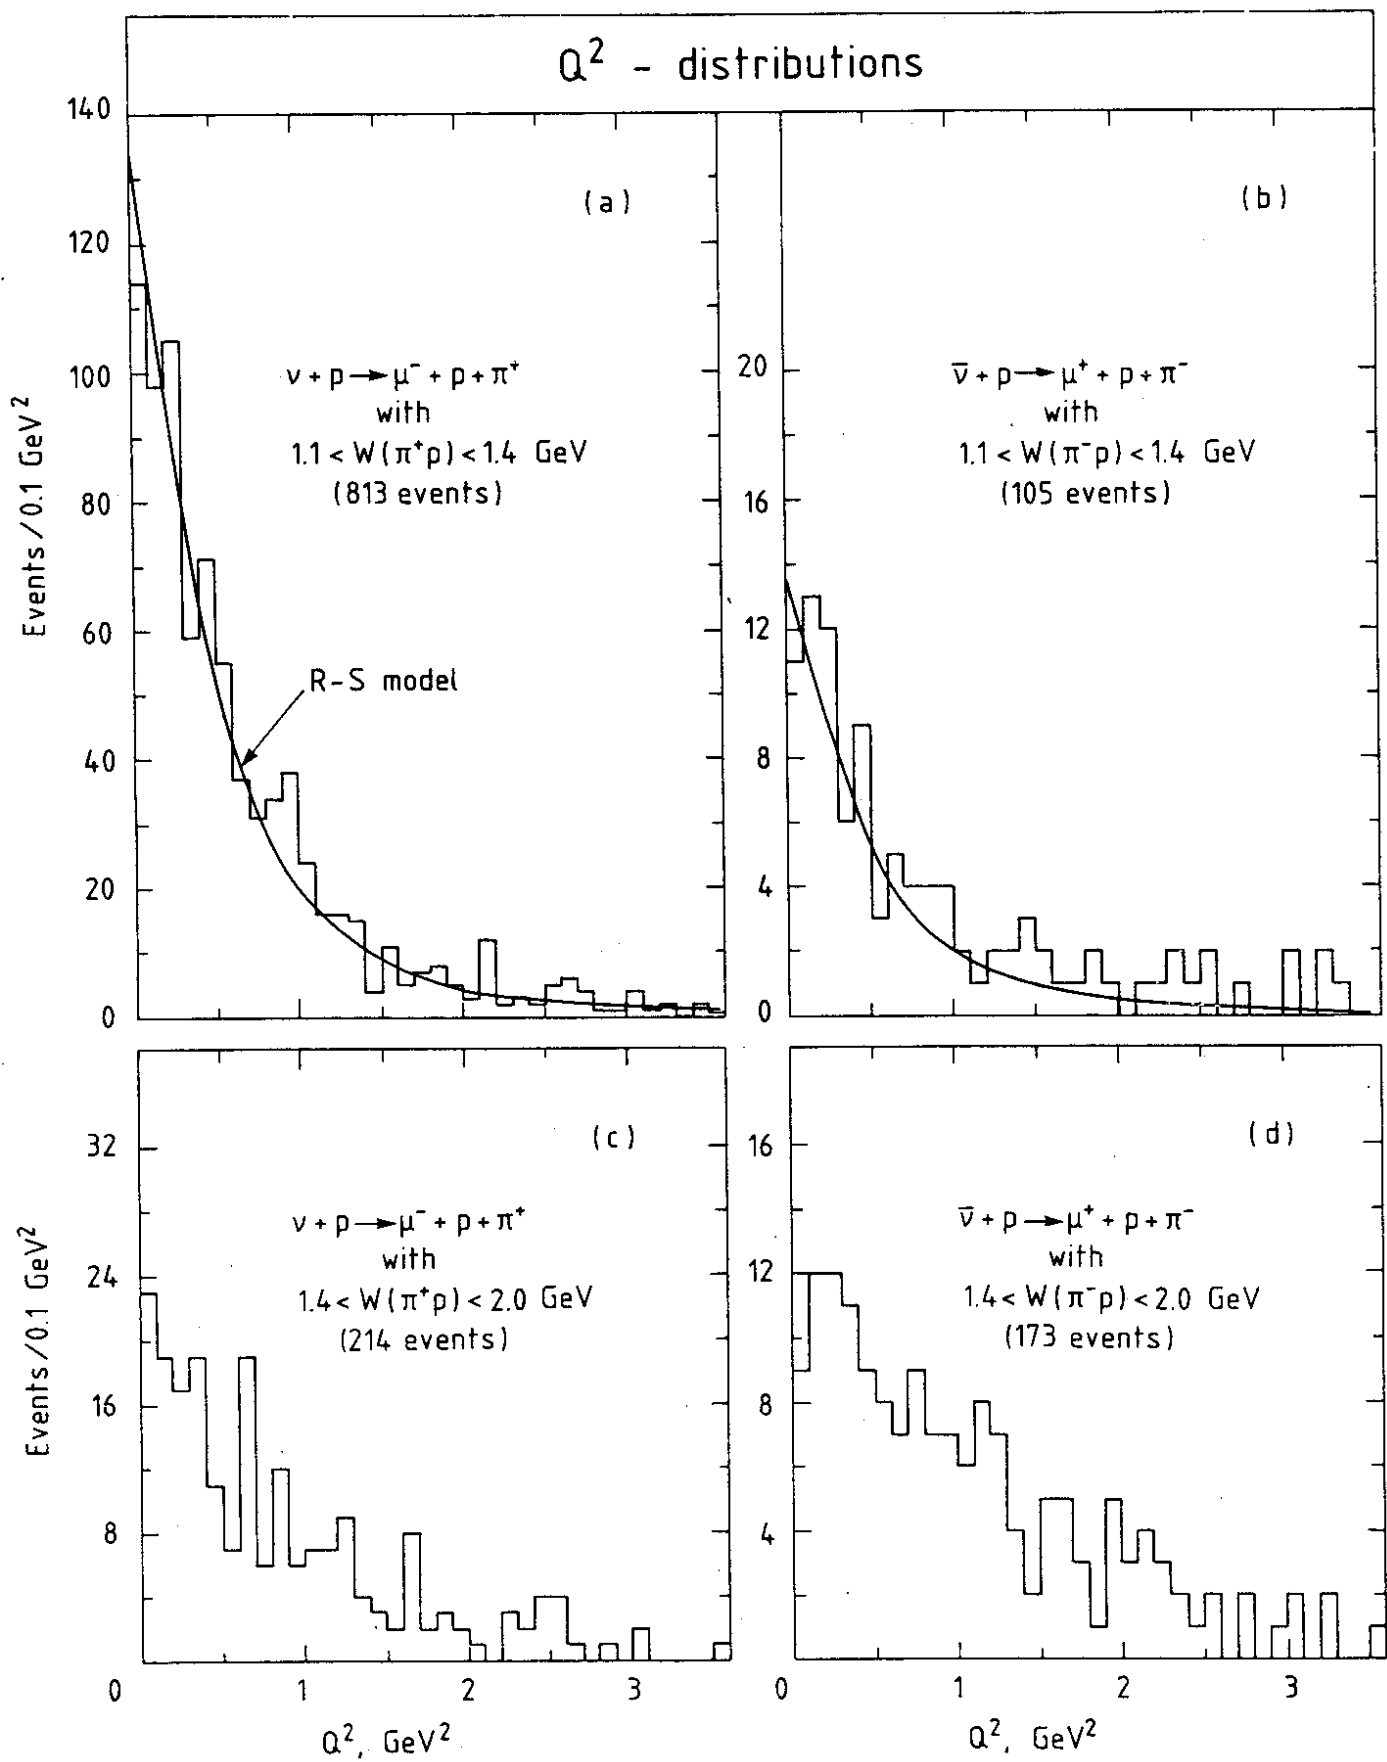 Q² - distributions
140
120
100
80
60
40
20
0
Events / 0.1 GeV²
(a)
ν + p → μ⁻ + p + π⁺
with
1.1 < W(π⁺p) < 1.4 GeV
(813 events)
R-S model
20
16
12
8
4
0
(b)
ν̄ + p → μ⁺ + p + π⁻
with
1.1 < W(π⁻p) < 1.4 GeV
(105 events)
32
24
16
8
0
Events / 0.1 GeV²
(c)
ν + p → μ⁻ + p + π⁺
with
1.4 < W(π⁺p) < 2.0 GeV
(214 events)
1 2 3
Q², GeV²
16
12
8
4
0
(d)
ν̄ + p → μ⁺ + p + π⁻
with
1.4 < W(π⁻p) < 2.0 GeV
(173 events)
1 2 3
Q², GeV²